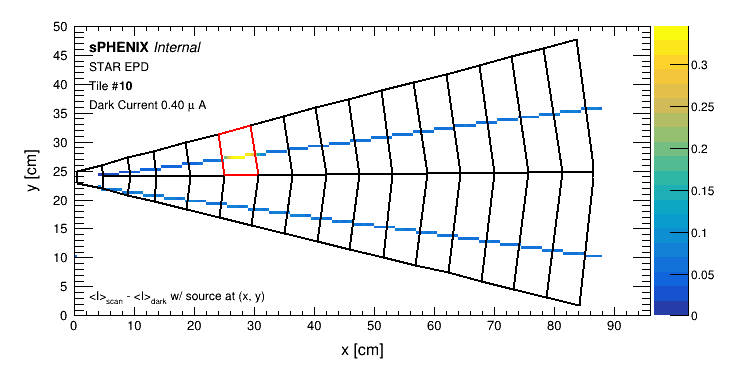 sPHENIX Internal
STAR EPD
Tile #10
Dark Current 0.40 μ A
<I>scan - <I>dark w/ source at (x, y)
y [cm]
50
45
40
35
30
25
20
15
10
5
0
0 10 20 30 40 50 60 70 80 90
x [cm]
0.3
0.25
0.2
0.15
0.1
0.05
0